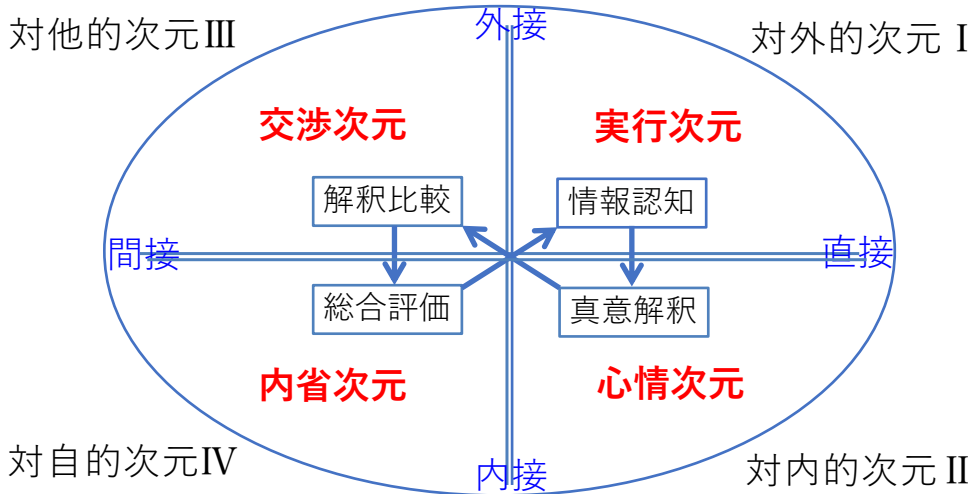 外接
対他的次元Ⅲ
対外的次元 Ⅰ
交渉次元
実行次元
解釈比較
情報認知
間接
直接
総合評価
真意解釈
内省次元
心情次元
対自的次元Ⅳ
内接
対内的次元 Ⅱ